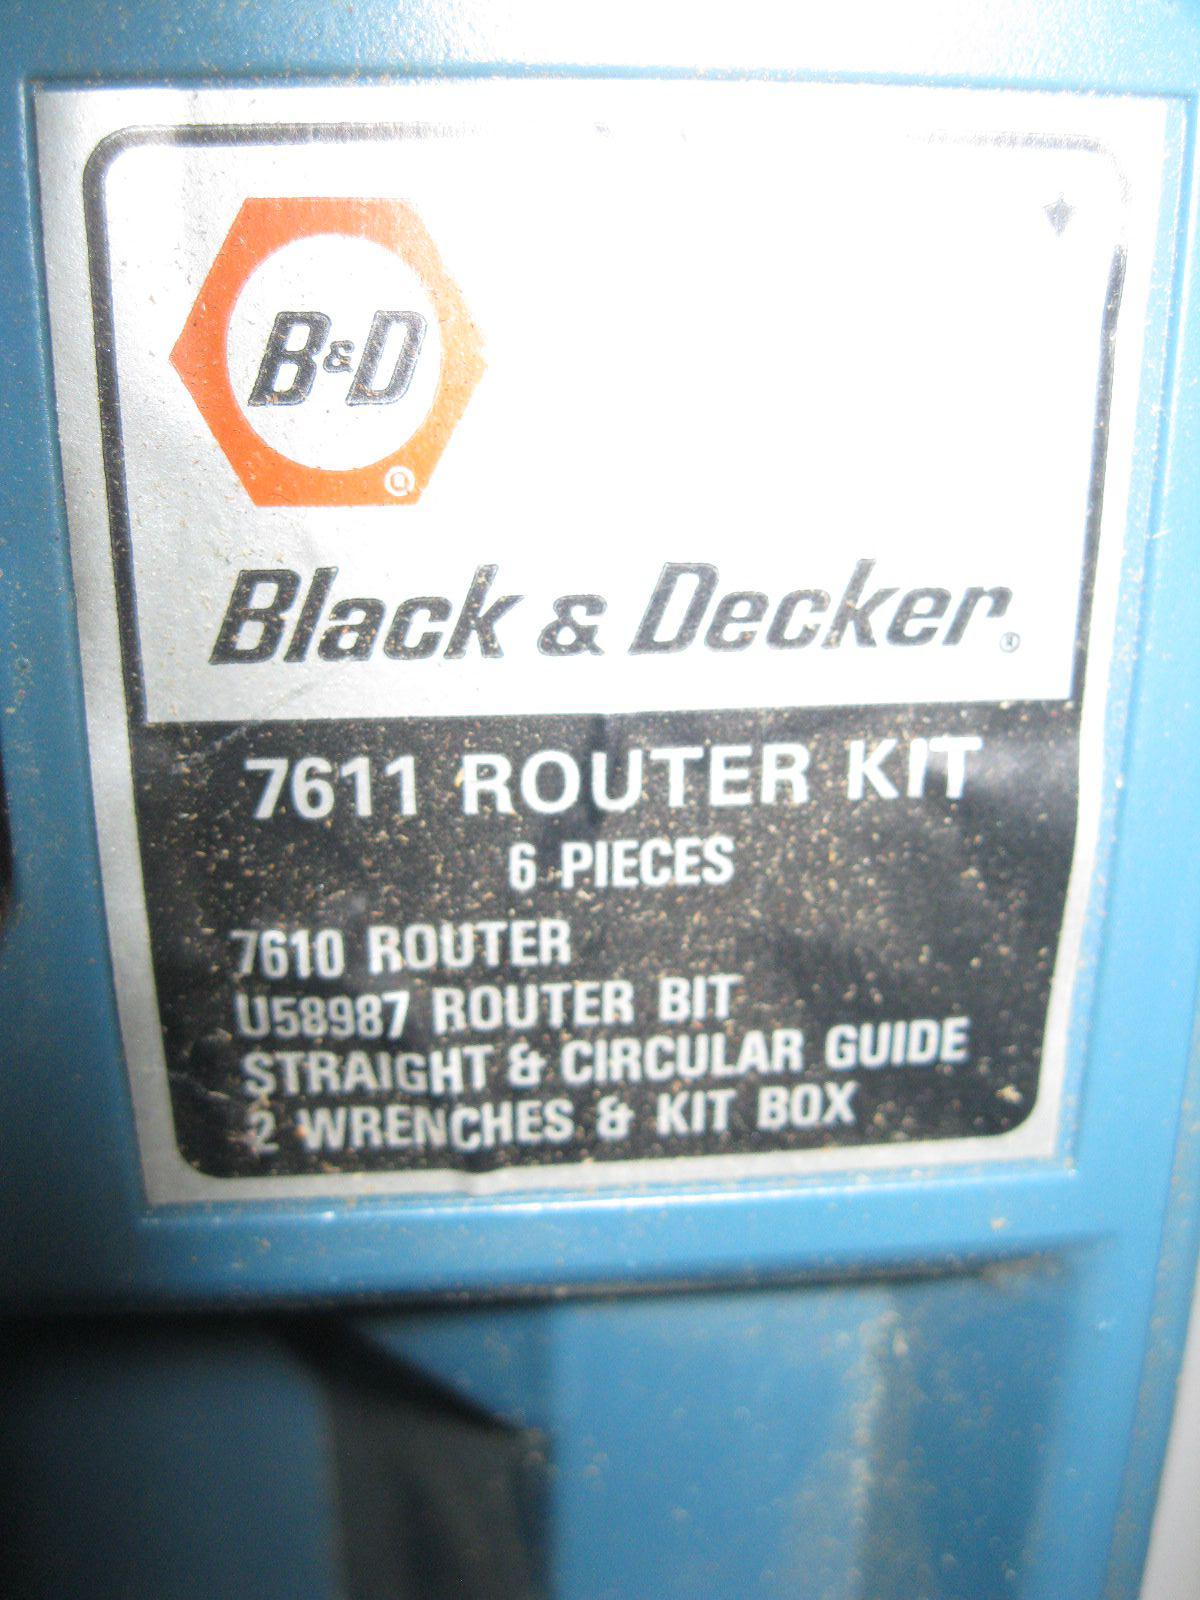 B&D
®
Black & Decker®
7611 ROUTER KIT
6 PIECES
7610 ROUTER
U58987 ROUTER BIT
STRAIGHT & CIRCULAR GUIDE
2 WRENCHES & KIT BOX